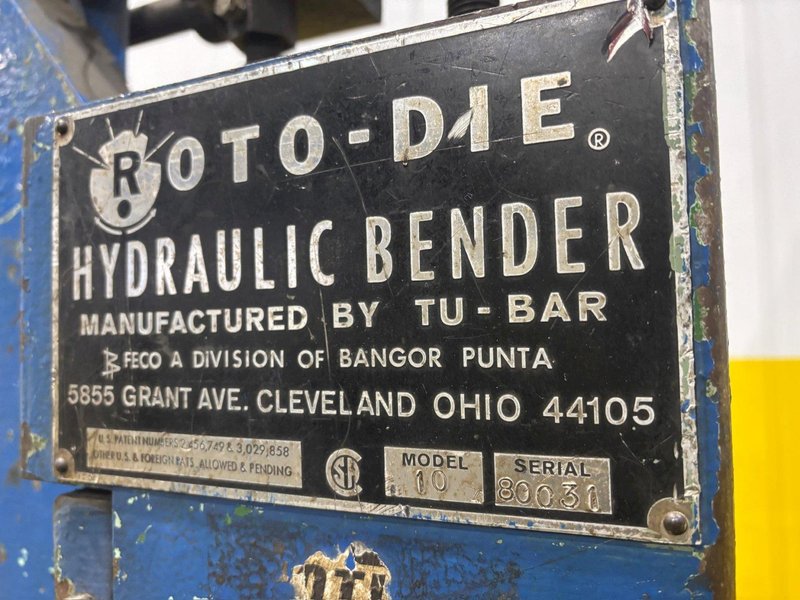 ROTO-DIE ®
HYDRAULIC BENDER
MANUFACTURED BY TU-BAR
FECO A DIVISION OF BANGOR PUNTA
5855 GRANT AVE. CLEVELAND OHIO 44105
U.S. PATENT NUMBERS 2,456,749 & 3,029,858
OTHER U.S. & FOREIGN PATS. ALLOWED & PENDING
MODEL
10
SERIAL
80031